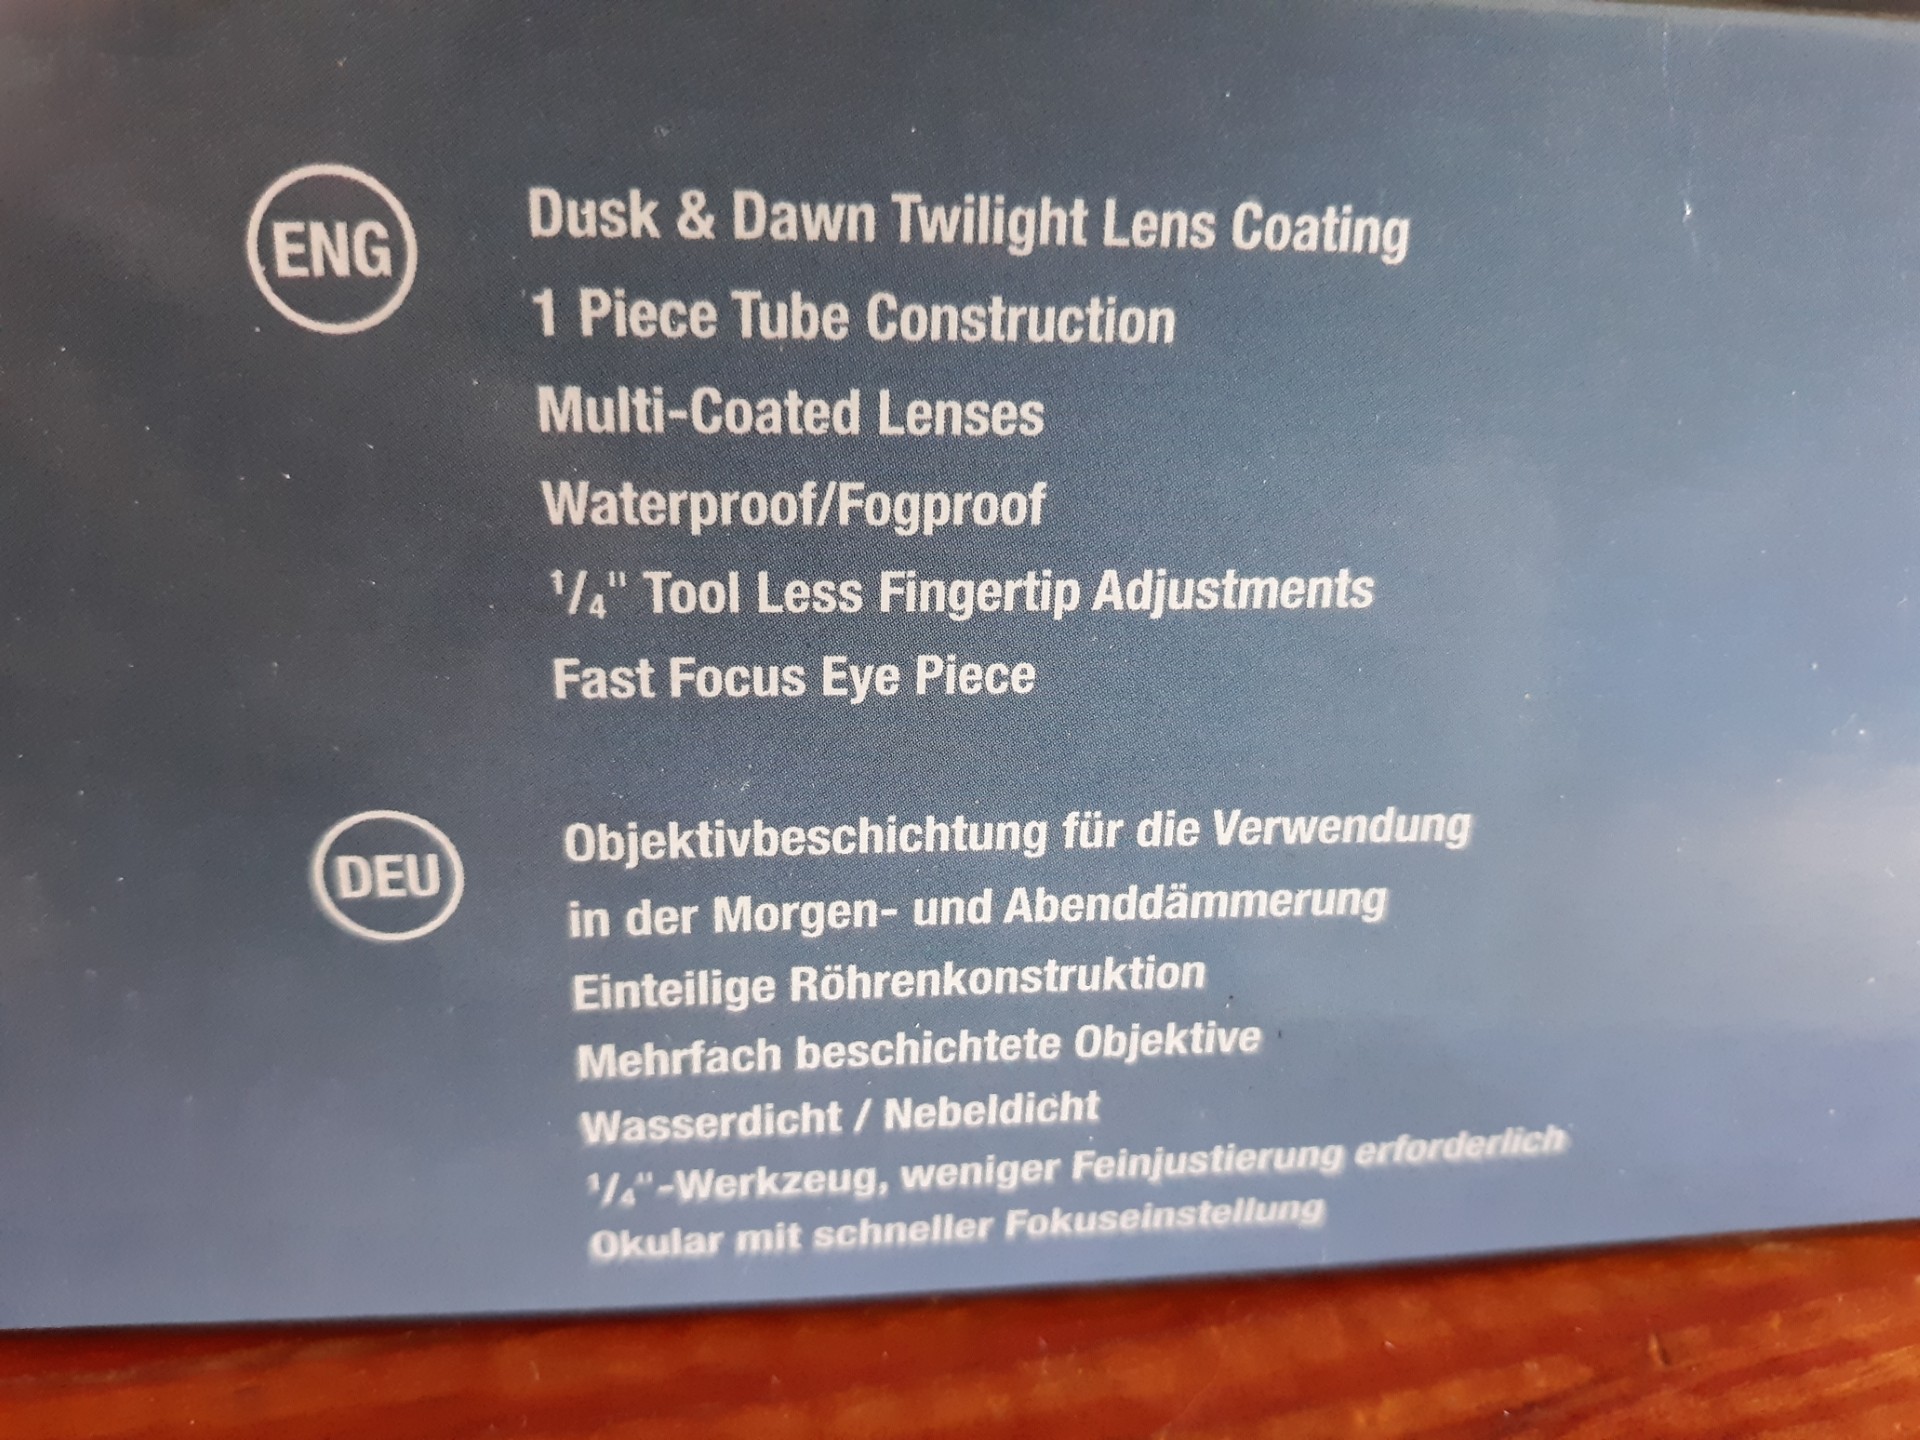 ENG
Dusk & Dawn Twilight Lens Coating
1 Piece Tube Construction
Multi-Coated Lenses
Waterproof/Fogproof
1/4" Tool Less Fingertip Adjustments
Fast Focus Eye Piece
DEU
Objektivbeschichtung für die Verwendung
in der Morgen- und Abenddämmerung
Einteilige Röhrenkonstruktion
Mehrfach beschichtete Objektive
Wasserdicht / Nebeldicht
1/4"-Werkzeug, weniger Feinjustierung erforderlich
Okular mit schneller Fokuseinstellung